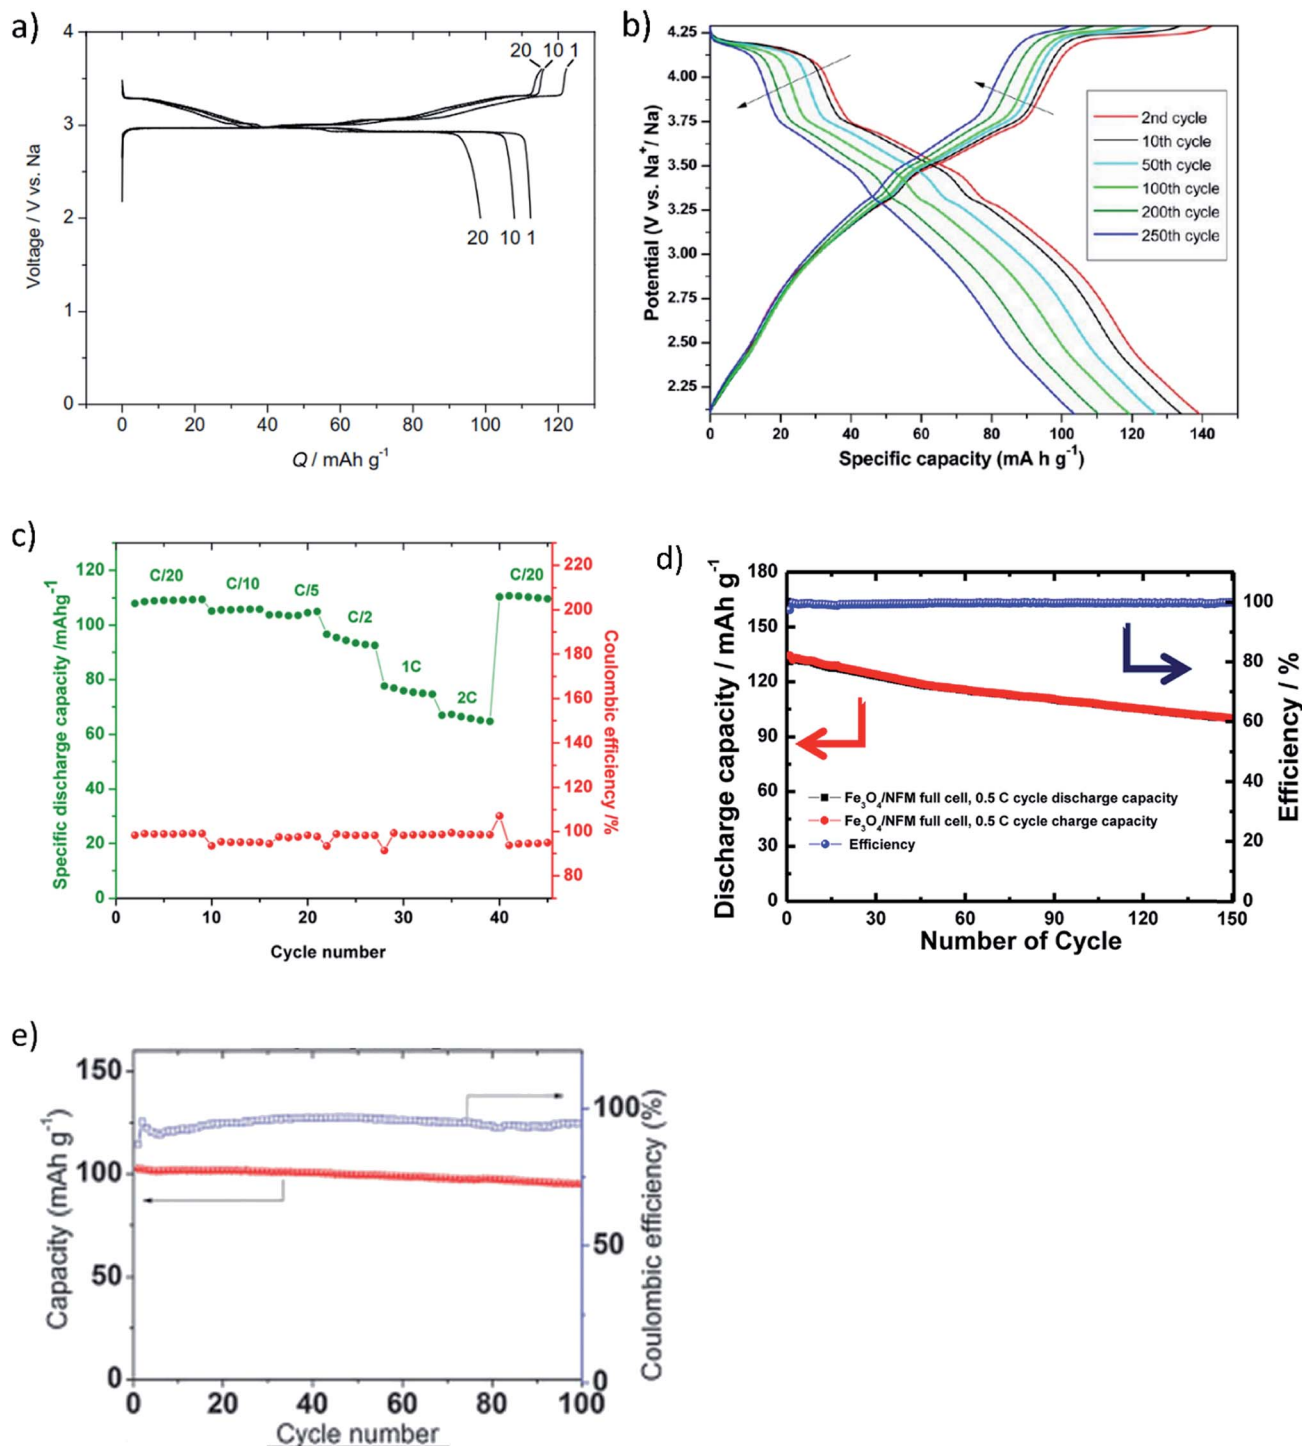 a)
4
3
2
1
0
Voltage / V vs. Na
20 10 1
20 10 1
0 20 40 60 80 100 120
Q / mAh g-1
b)
4.25
4.00
3.75
3.50
3.25
3.00
2.75
2.50
2.25
Potential (V vs. Na+/ Na)
2nd cycle
10th cycle
50th cycle
100th cycle
200th cycle
250th cycle
0 20 40 60 80 100 120 140
Specific capacity (mA h g-1)
c)
120
100
80
60
40
20
0
Specific discharge capacity /mAhg-1
C/20
C/10
C/5
C/2
1C
2C
C/20
220
200
180
160
140
120
100
80
Coulombic efficiency /%
0 10 20 30 40
Cycle number
d)
180
150
120
90
60
30
0
Discharge capacity / mAh g-1
Fe3O4/NFM full cell, 0.5 C cycle discharge capacity
Fe3O4/NFM full cell, 0.5 C cycle charge capacity
Efficiency
100
80
60
40
20
0
Efficiency / %
0 30 60 90 120 150
Number of Cycle
e)
150
100
50
0
Capacity (mAh g-1)
100
50
0
Coulombic efficiency (%)
0 20 40 60 80 100
Cycle number